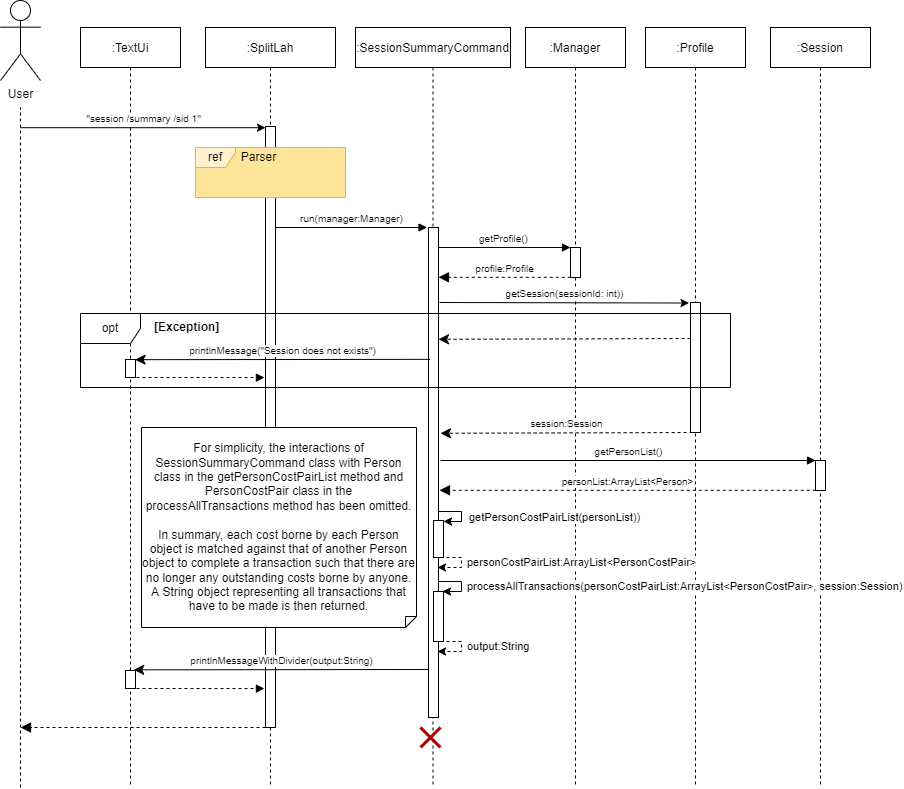 :TextUi
:SplitLah
:SessionSummaryCommand
:Manager
:Profile
:Session
User
"session /summary /sid 1"
ref
Parser
run(manager:Manager)
getProfile()
profile:Profile
getSession(sessionId: int))
opt
[Exception]
printlnMessage("Session does not exists")
session:Session
For simplicity, the interactions of
SessionSummaryCommand class with Person
class in the getPersonCostPairList method and
PersonCostPair class in the
processAllTransactions method has been omitted.
In summary, each cost borne by each Person
object is matched against that of another Person
object to complete a transaction such that there are
no longer any outstanding costs borne by anyone.
A String object representing all transactions that
have to be made is then returned.
getPersonList()
personList:ArrayList<Person>
getPersonCostPairList(personList))
personCostPairList:ArrayList<PersonCostPair>
processAllTransactions(personCostPairList:ArrayList<PersonCostPair>, session:Session)
output:String
printlnMessageWithDivider(output:String)